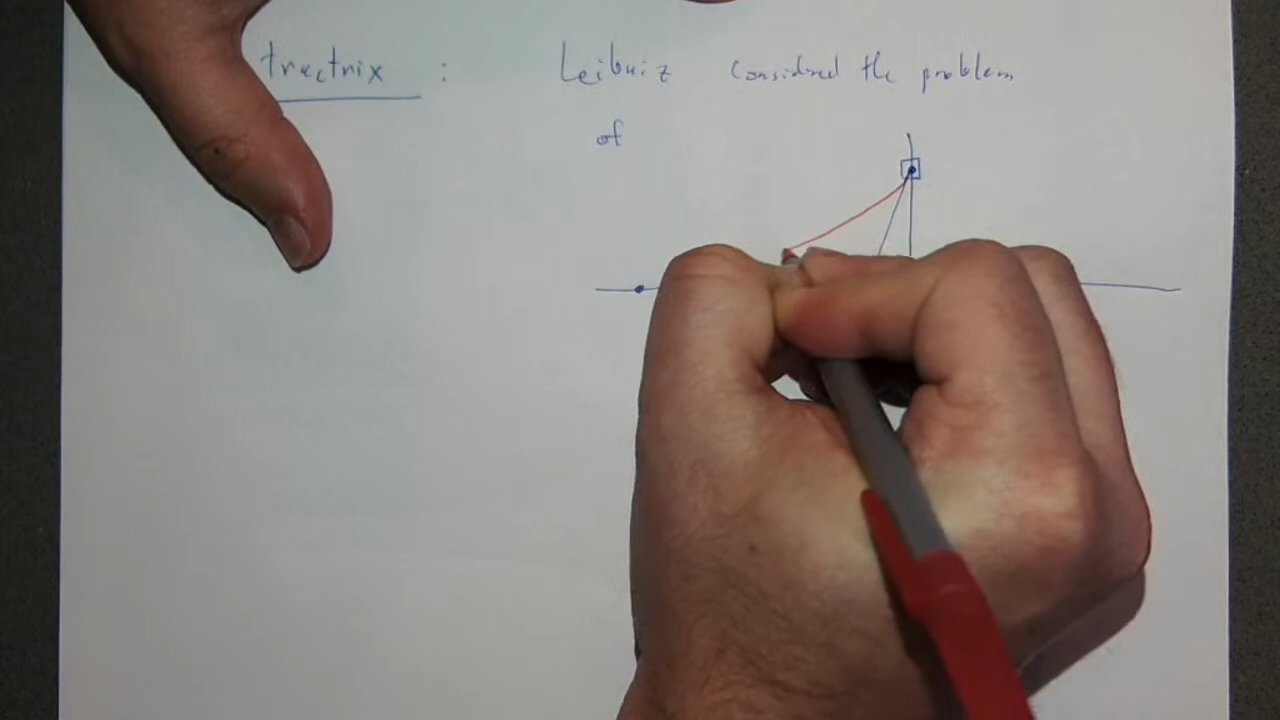 tractrix : Leibniz considered the problem
of